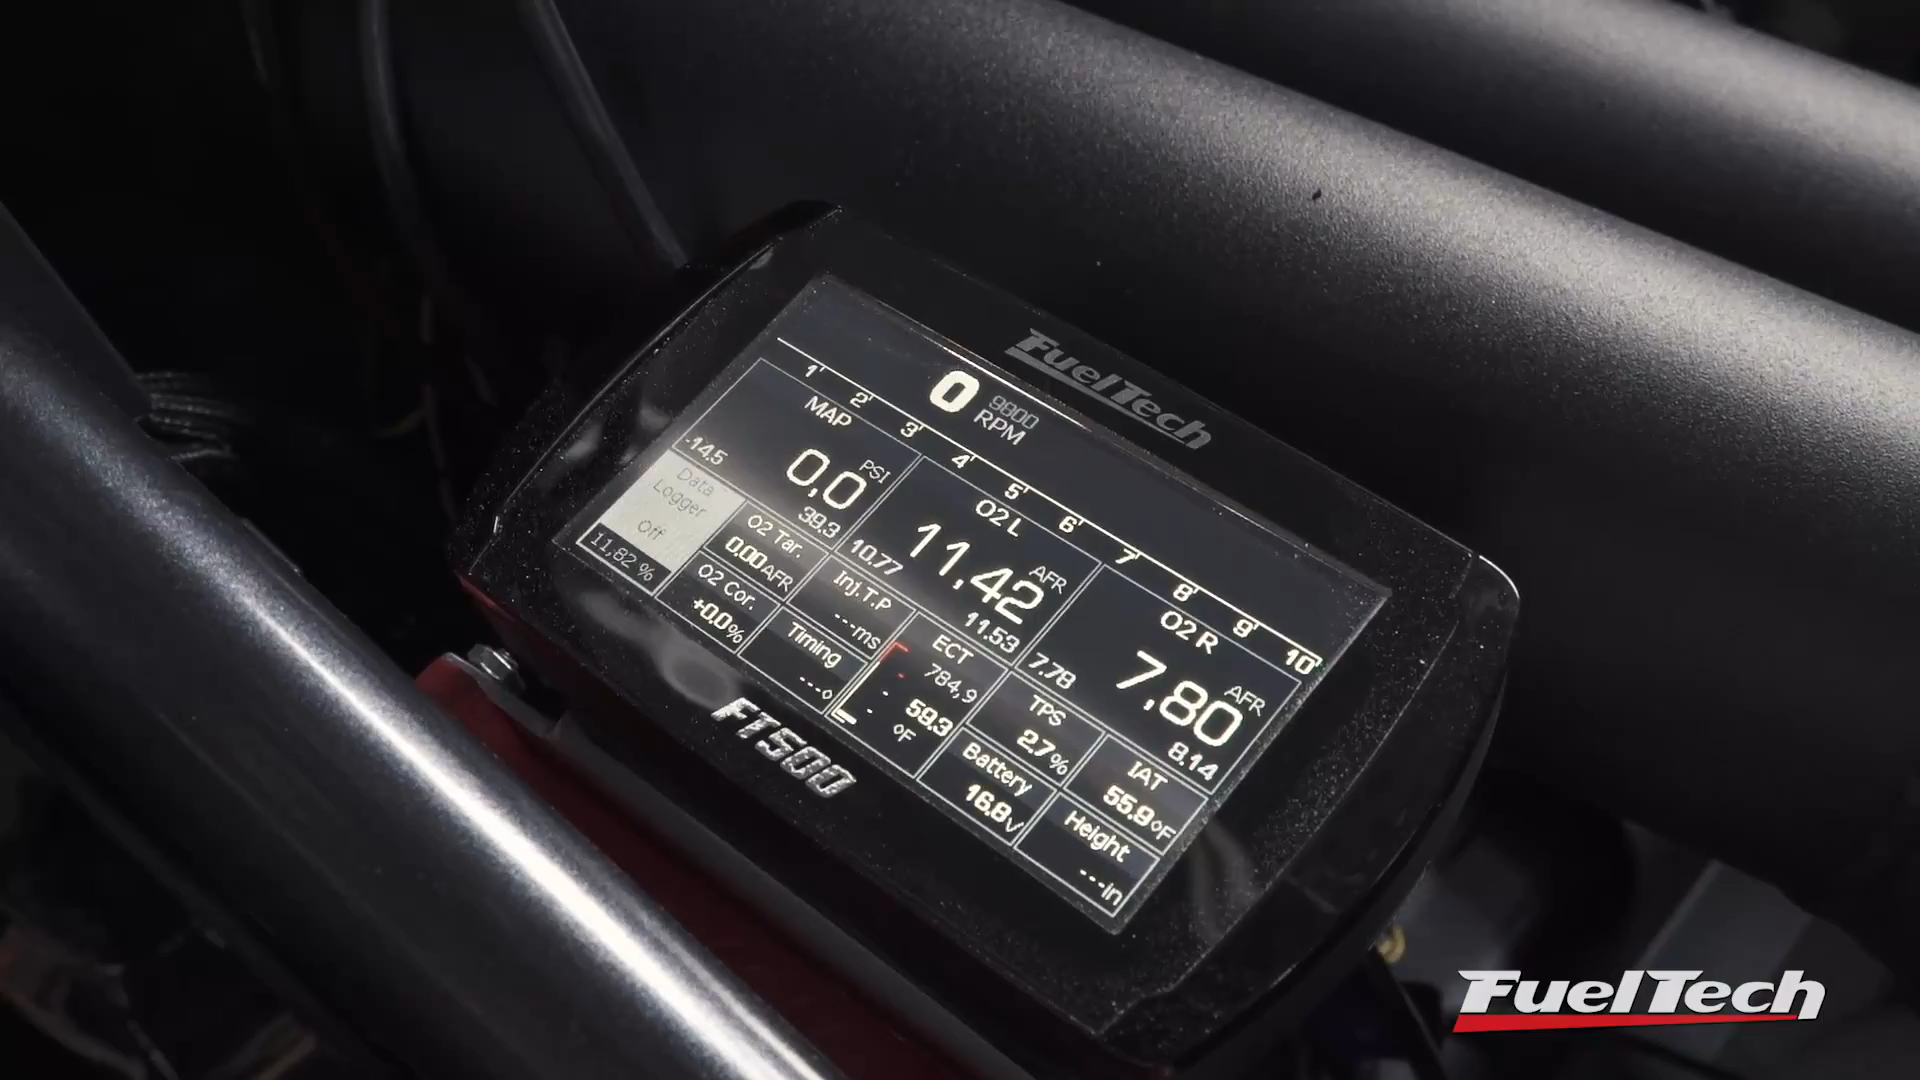 FuelTech
0 9800
RPM
1 2 3 4 5 6 7 8 9 10
MAP
0,0 PSI
-14,5 39,3
O2 L
11,42 AFR
10,77 11,53
O2 R
7,80 AFR
7,78 8,14
Data
Logger
Off
11,82 %
O2 Tar.
0.00AFR
O2 Cor.
+0,0%
Inj.T.P
---ms
Timing
---°
ECT
784,9
59,3
°F
TPS
2,7%
Battery
16,8V
IAT
55,9°F
Height
---in
FT500
FuelTech